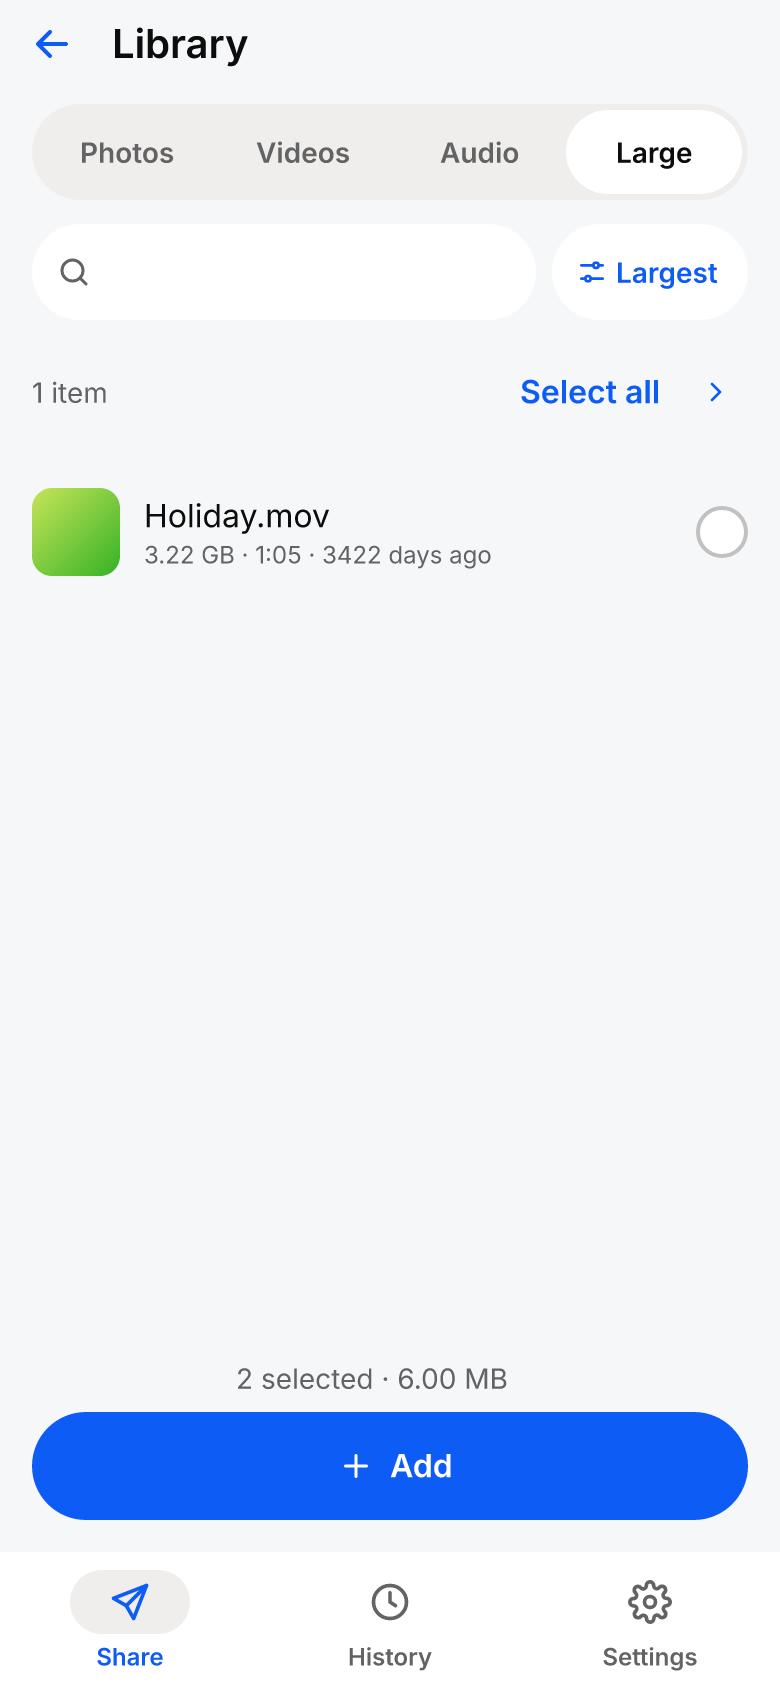 Library
Photos Videos Audio Large
Largest
1 item Select all
Holiday.mov
3.22 GB · 1:05 · 3422 days ago
2 selected · 6.00 MB
Add
Share History Settings